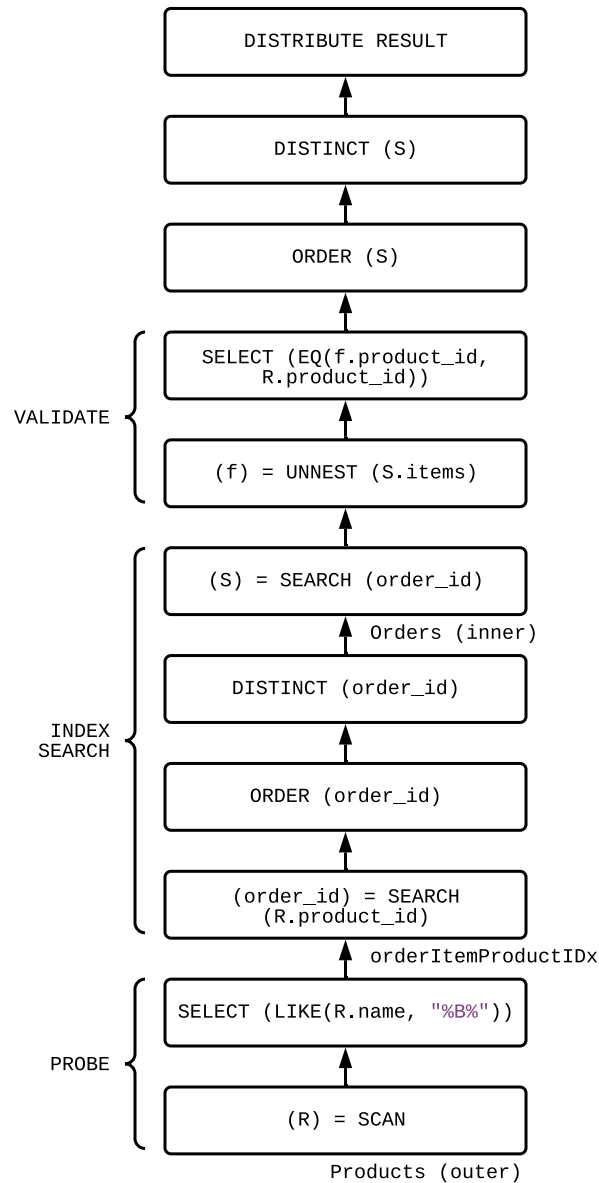 DISTRIBUTE RESULT
DISTINCT (S)
ORDER (S)
SELECT (EQ(f.product_id,
R.product_id))
VALIDATE
(f) = UNNEST (S.items)
(S) = SEARCH (order_id)
Orders (inner)
DISTINCT (order_id)
INDEX
SEARCH
ORDER (order_id)
(order_id) = SEARCH
(R.product_id)
orderItemProductIDx
SELECT (LIKE(R.name, "%B%"))
PROBE
(R) = SCAN
Products (outer)